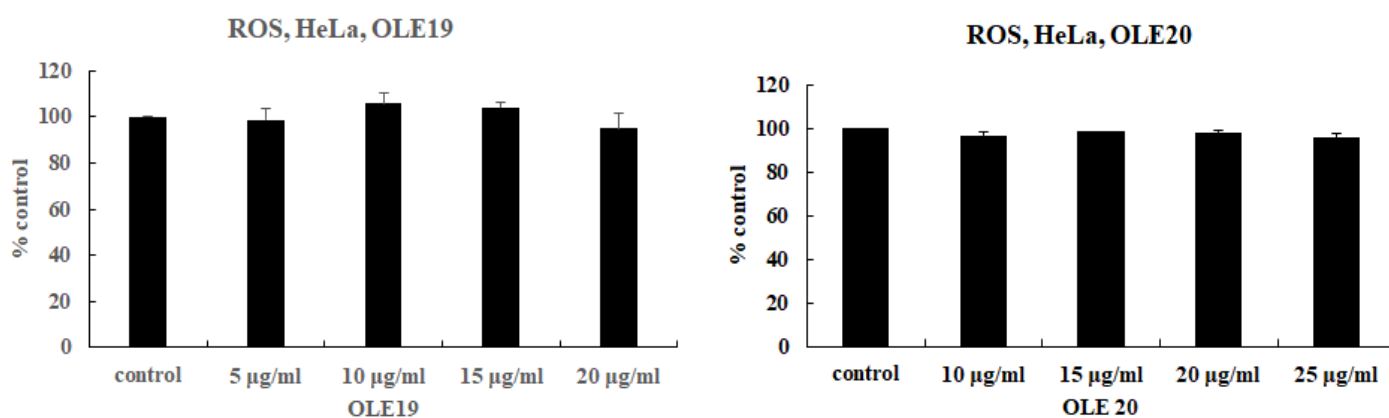 ROS, HeLa, OLE19
120
100
80
60
40
20
0
% control
control 5 µg/ml 10 µg/ml 15 µg/ml 20 µg/ml
OLE19
ROS, HeLa, OLE20
120
100
80
60
40
20
0
% control
control 10 µg/ml 15 µg/ml 20 µg/ml 25 µg/ml
OLE 20